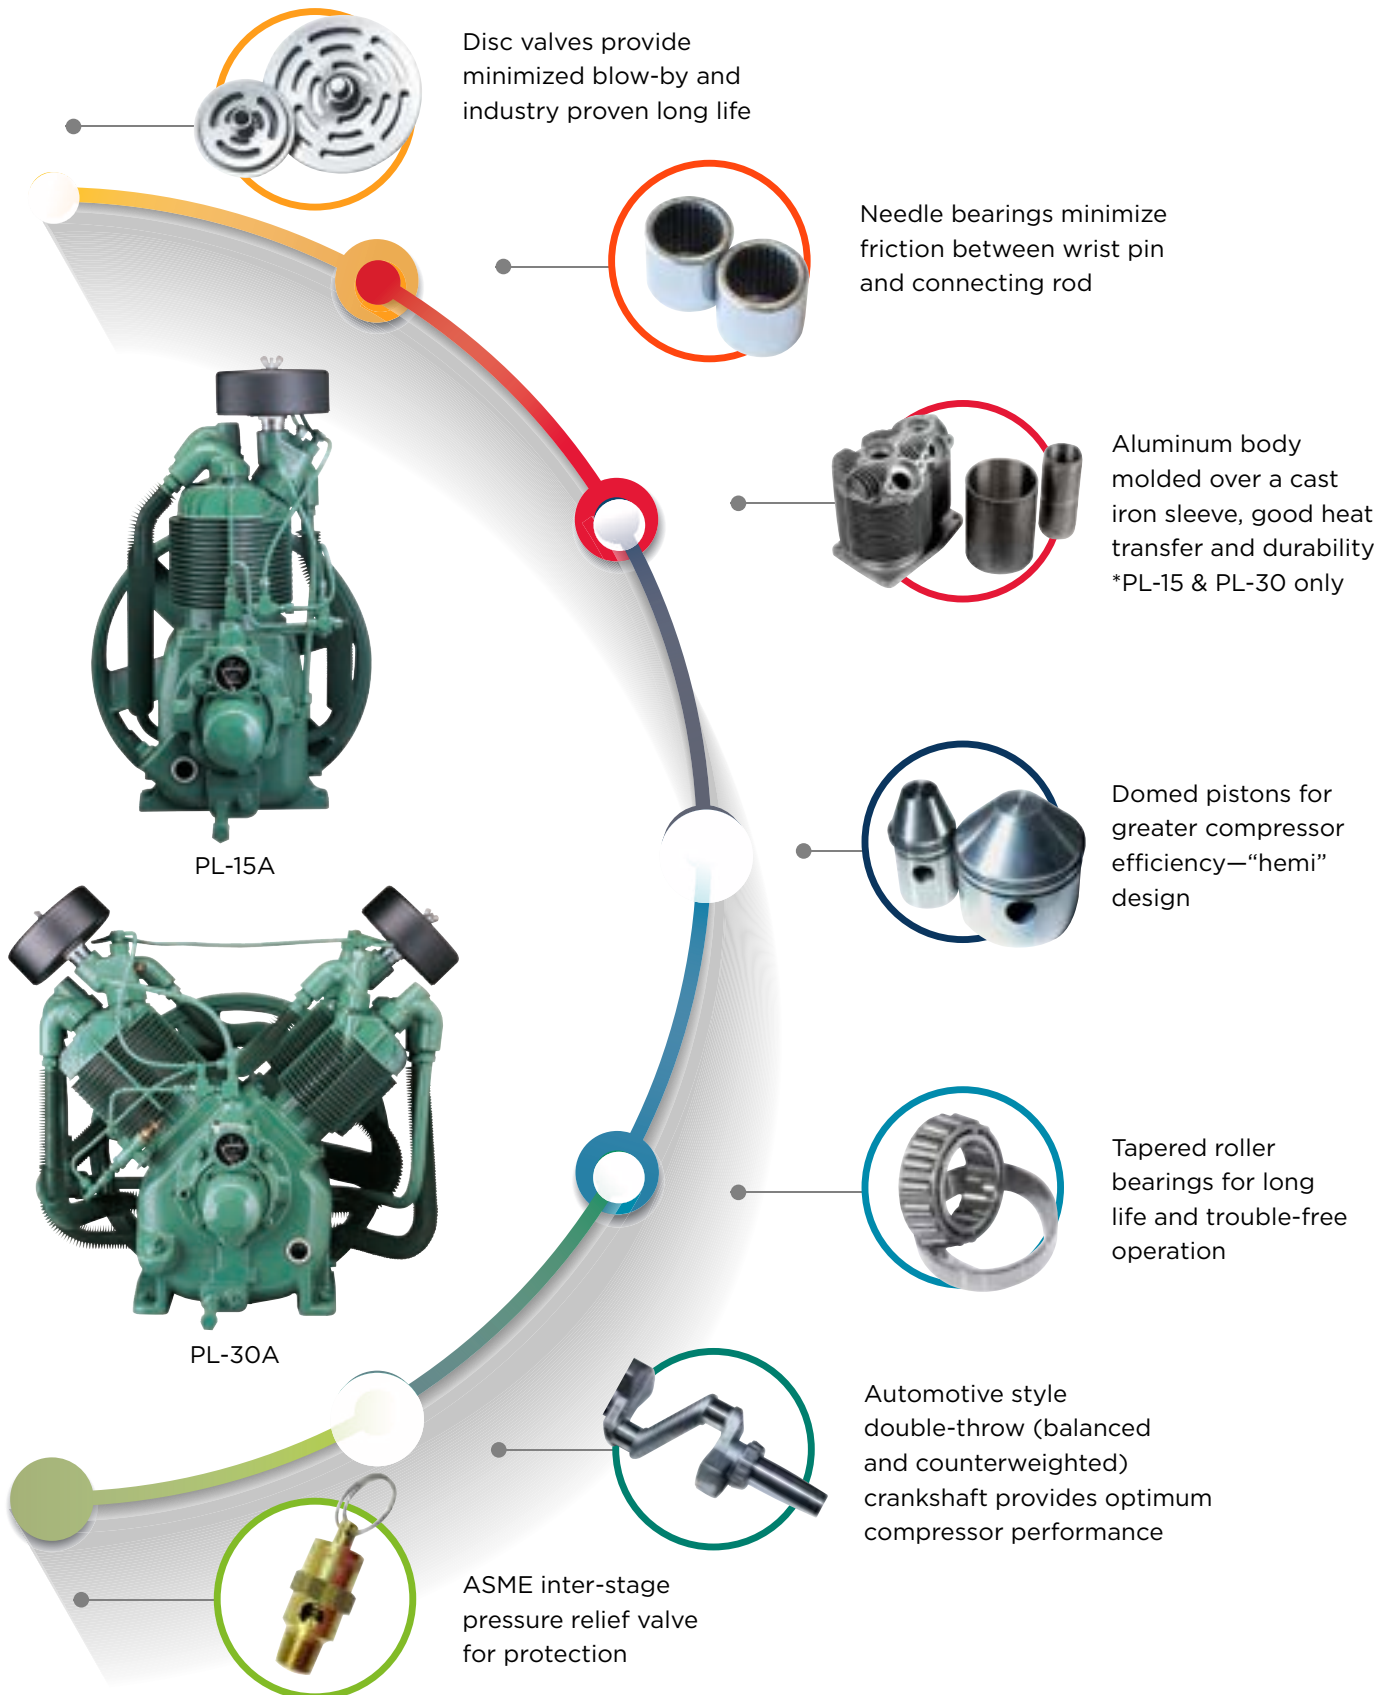 Disc valves provide
minimized blow-by and
industry proven long life
Needle bearings minimize
friction between wrist pin
and connecting rod
Aluminum body
molded over a cast
iron sleeve, good heat
transfer and durability
*PL-15 & PL-30 only
PL-15A
Domed pistons for
greater compressor
efficiency—“hemi”
design
PL-30A
Tapered roller
bearings for long
life and trouble-free
operation
Automotive style
double-throw (balanced
and counterweighted)
crankshaft provides optimum
compressor performance
ASME inter-stage
pressure relief valve
for protection